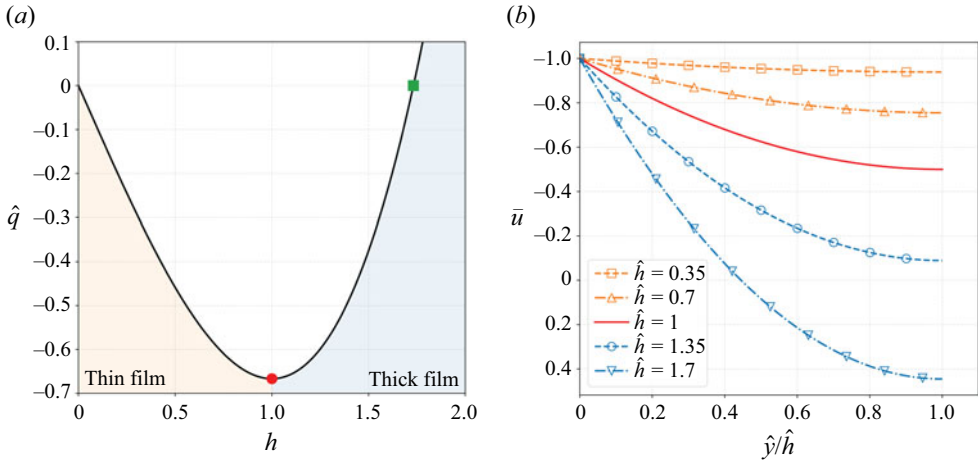 (a)
0.1
0
–0.1
–0.2
–0.3
–0.4
–0.5
–0.6
–0.7
q̂
Thin film
Thick film
0 0.5 1.0 1.5 2.0
h
(b)
–1.0
–0.8
–0.6
–0.4
–0.2
0
0.2
0.4
ū
ĥ = 0.35
ĥ = 0.7
ĥ = 1
ĥ = 1.35
ĥ = 1.7
0 0.2 0.4 0.6 0.8 1.0
ŷ/ĥ